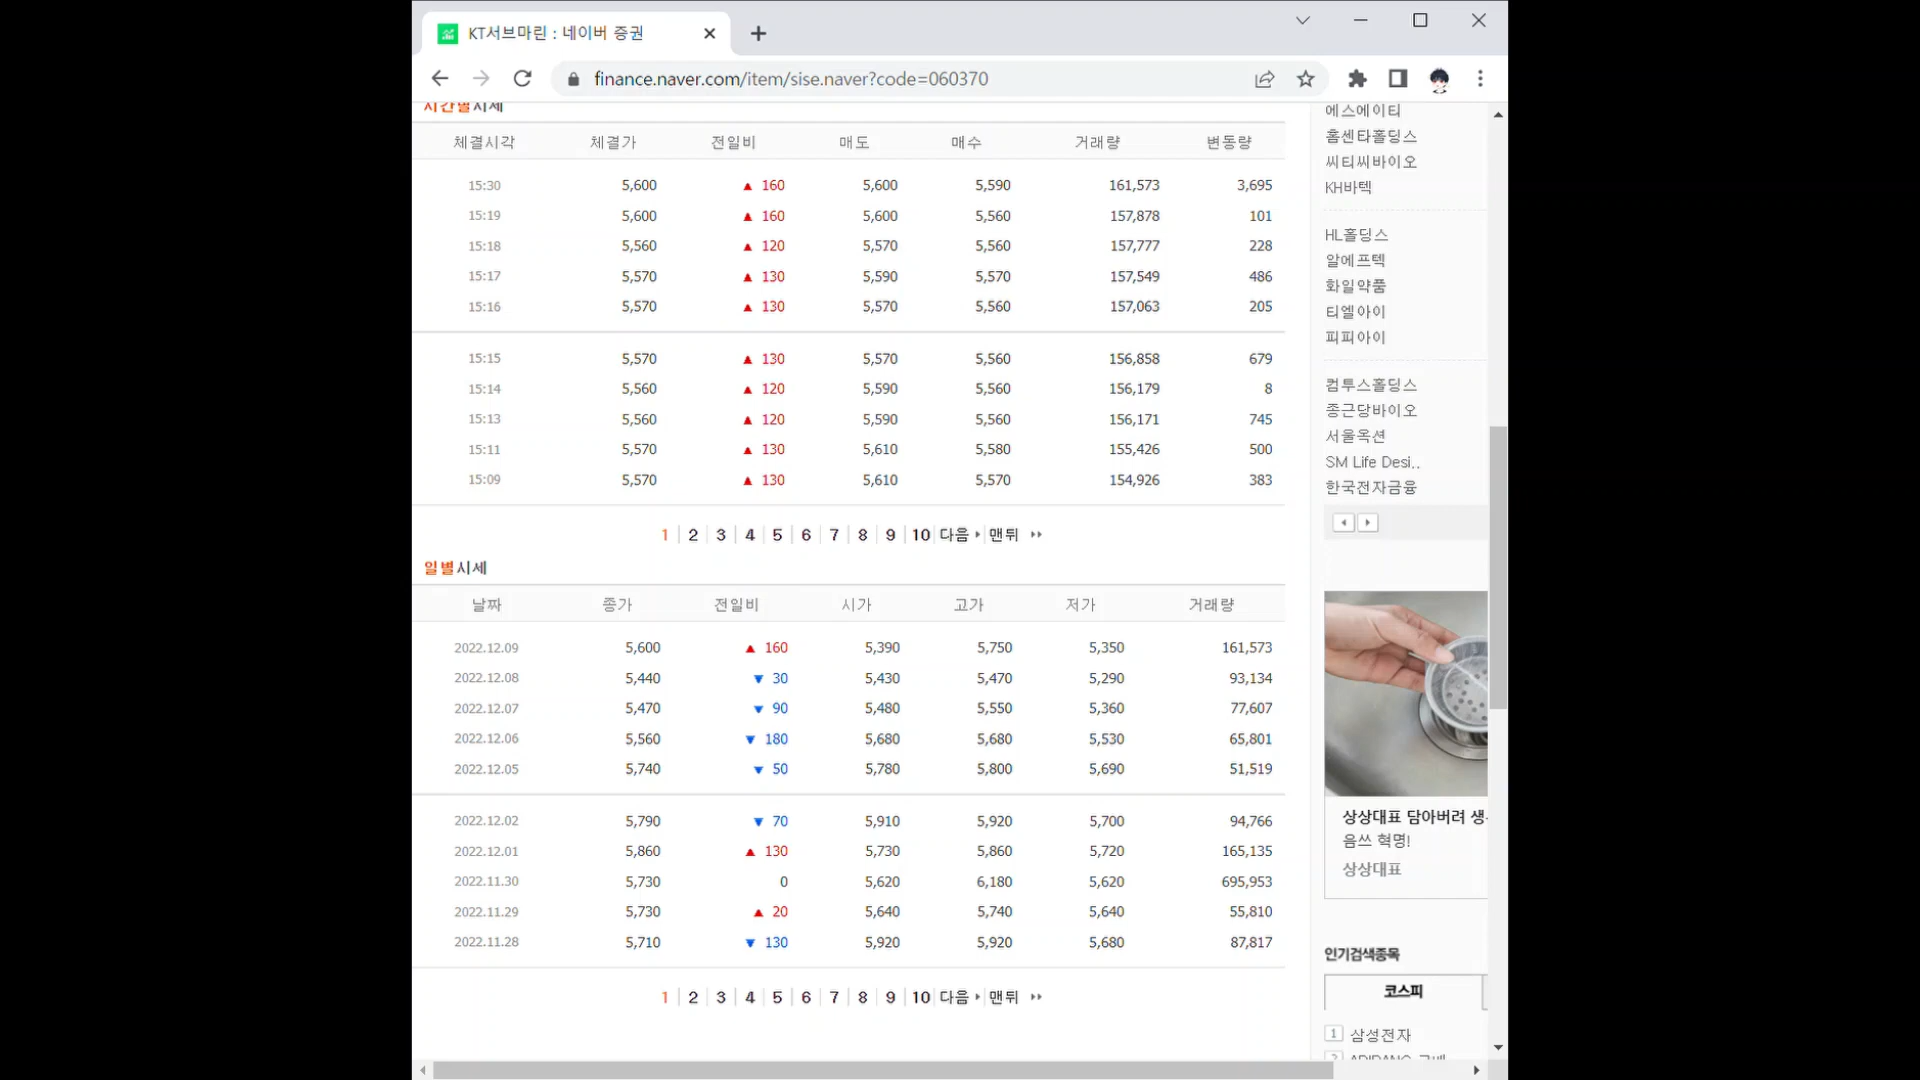 KT서브마린 : 네이버 증권
finance.naver.com/item/sise.naver?code=060370
시간별시세
체결시각 체결가 전일비 매도 매수 거래량 변동량
15:30 5,600 ▲ 160 5,600 5,590 161,573 3,695
15:19 5,600 ▲ 160 5,600 5,560 157,878 101
15:18 5,560 ▲ 120 5,570 5,560 157,777 228
15:17 5,570 ▲ 130 5,590 5,570 157,549 486
15:16 5,570 ▲ 130 5,570 5,560 157,063 205
15:15 5,570 ▲ 130 5,570 5,560 156,858 679
15:14 5,560 ▲ 120 5,590 5,560 156,179 8
15:13 5,560 ▲ 120 5,590 5,560 156,171 745
15:11 5,570 ▲ 130 5,610 5,580 155,426 500
15:09 5,570 ▲ 130 5,610 5,570 154,926 383
1 2 3 4 5 6 7 8 9 10 다음 맨뒤
일별시세
날짜 종가 전일비 시가 고가 저가 거래량
2022.12.09 5,600 ▲ 160 5,390 5,750 5,350 161,573
2022.12.08 5,440 ▼ 30 5,430 5,470 5,290 93,134
2022.12.07 5,470 ▼ 90 5,480 5,550 5,360 77,607
2022.12.06 5,560 ▼ 180 5,680 5,680 5,530 65,801
2022.12.05 5,740 ▼ 50 5,780 5,800 5,690 51,519
2022.12.02 5,790 ▼ 70 5,910 5,920 5,700 94,766
2022.12.01 5,860 ▲ 130 5,730 5,860 5,720 165,135
2022.11.30 5,730 0 5,620 6,180 5,620 695,953
2022.11.29 5,730 ▲ 20 5,640 5,740 5,640 55,810
2022.11.28 5,710 ▼ 130 5,920 5,920 5,680 87,817
1 2 3 4 5 6 7 8 9 10 다음 맨뒤
에스에이티
홈센타홀딩스
씨티씨바이오
KH바텍
HL홀딩스
알에프텍
화일약품
티엘아이
피피아이
컴투스홀딩스
종근당바이오
서울옥션
SM Life Desi..
한국전자금융
상상대표 담아버려 생
음쓰 혁명!
상상대표
인기검색종목
코스피
1 삼성전자